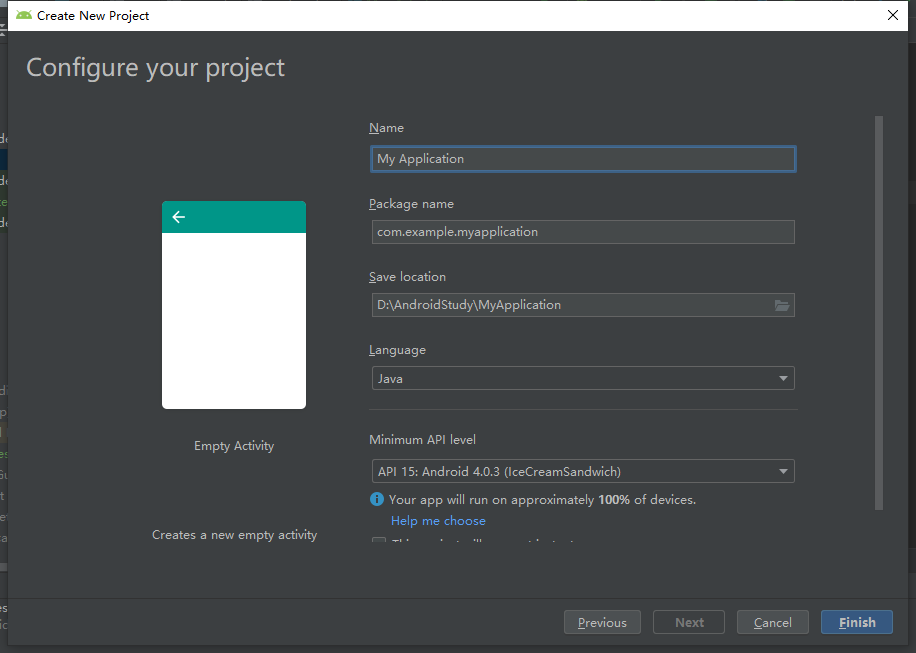 Create New Project
Configure your project
Name
My Application
Package name
com.example.myapplication
Save location
D:\AndroidStudy\MyApplication
Language
Java
Empty Activity
Minimum API level
API 15: Android 4.0.3 (IceCreamSandwich)
Your app will run on approximately 100% of devices.
Help me choose
Creates a new empty activity
Previous
Next
Cancel
Finish